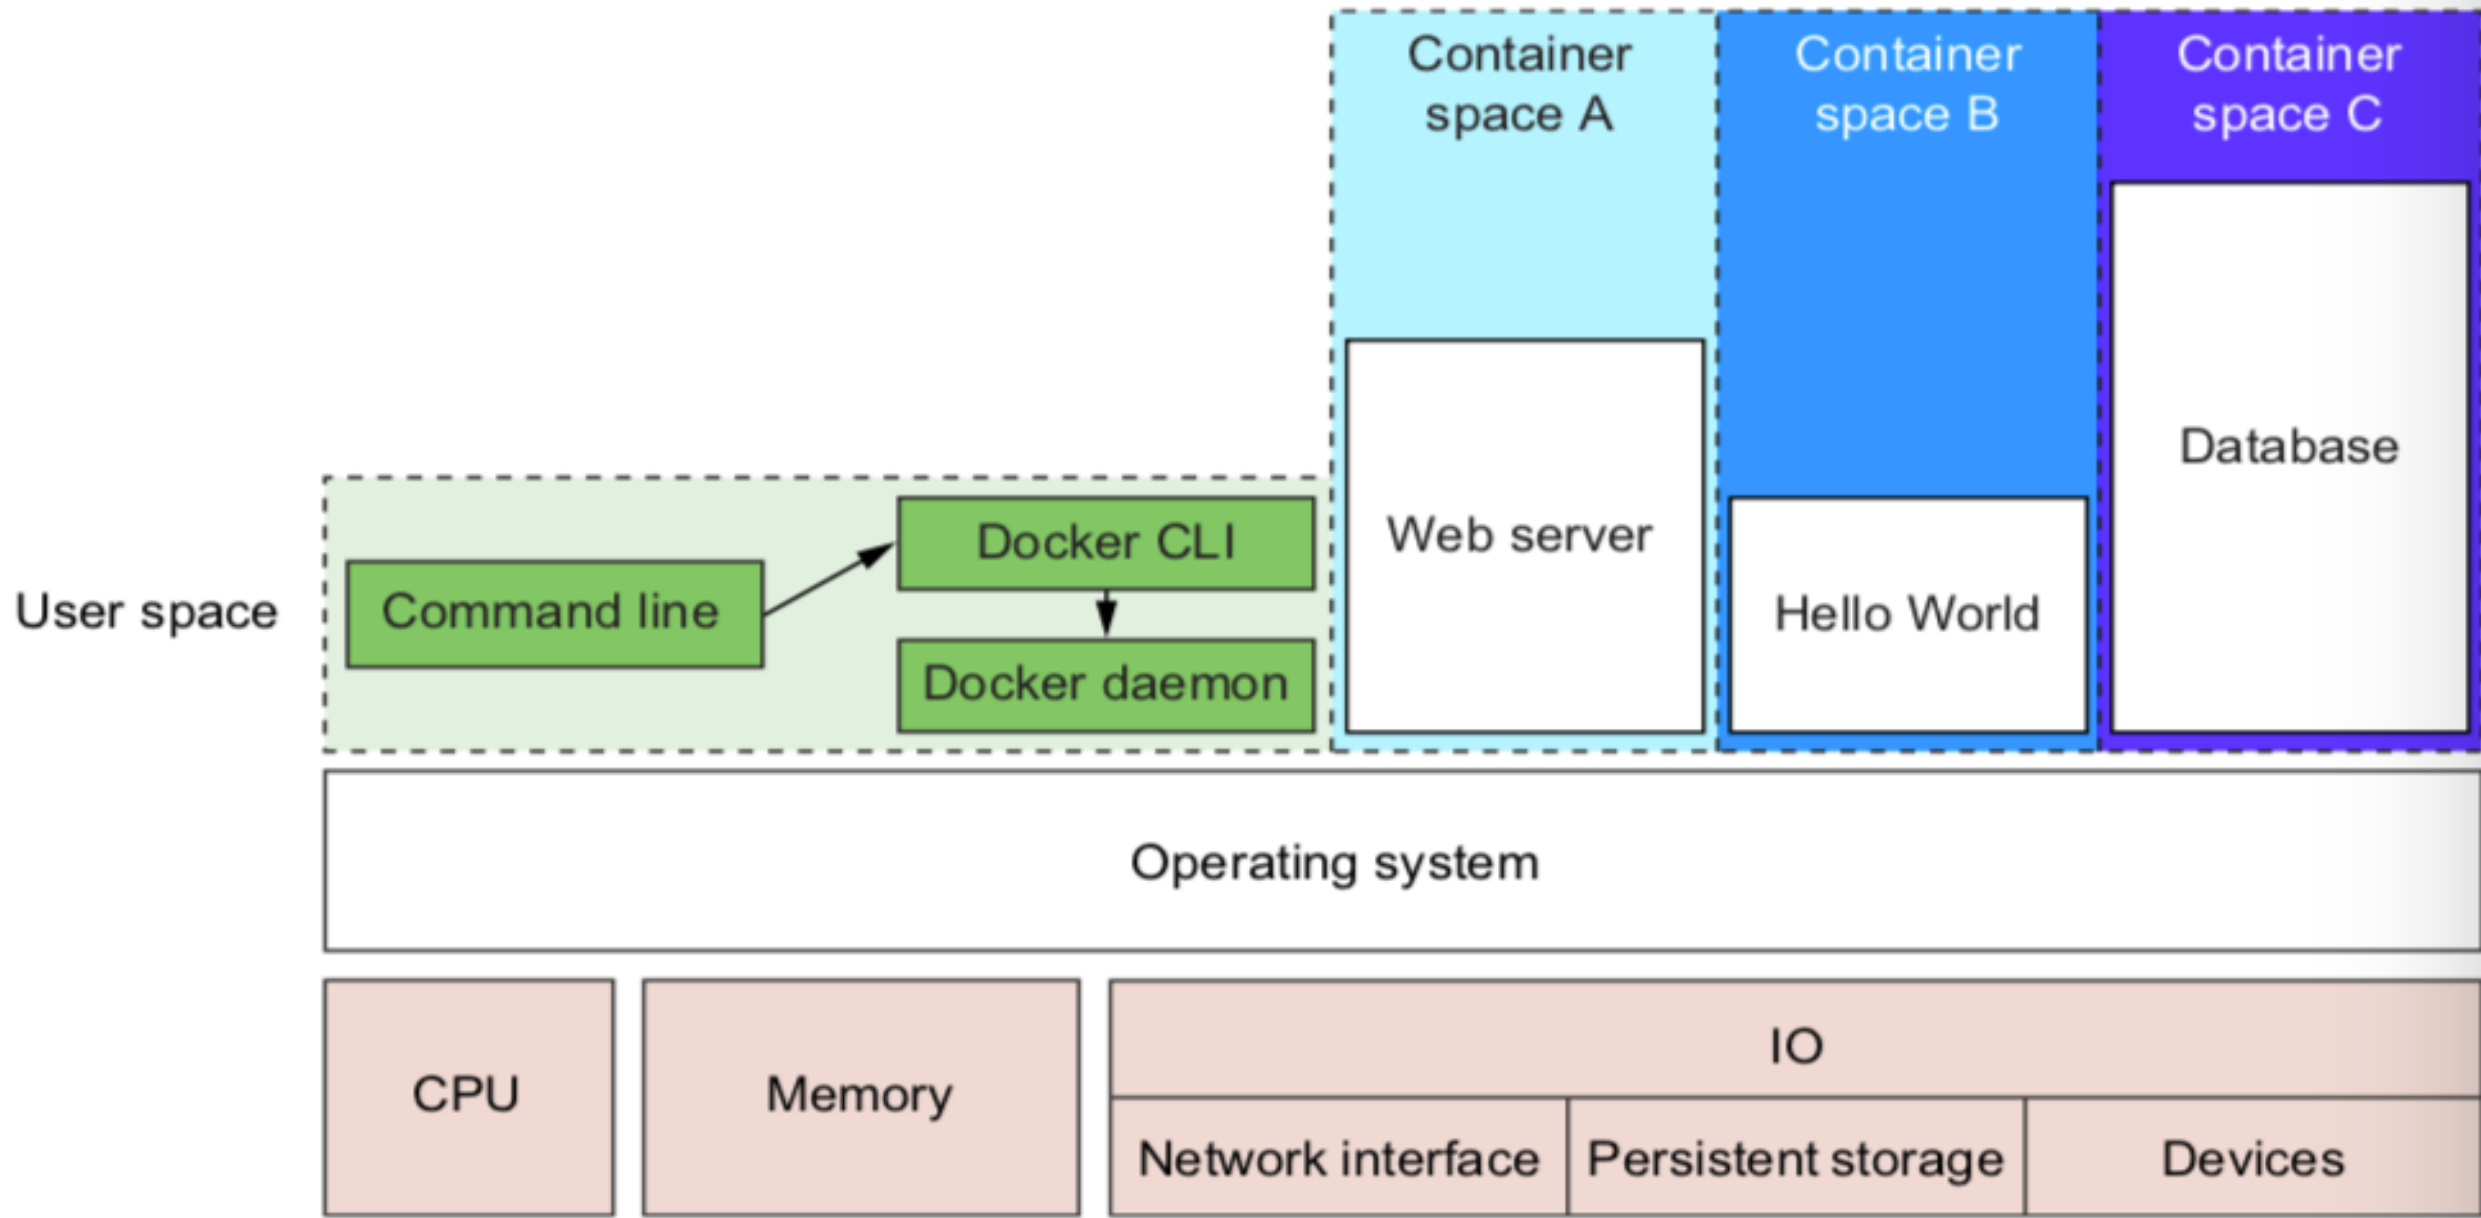 Container
space A
Container
space B
Container
space C
Database
Docker CLI
Web server
User space
Command line
Hello World
Docker daemon
Operating system
CPU
Memory
IO
Network interface
Persistent storage
Devices